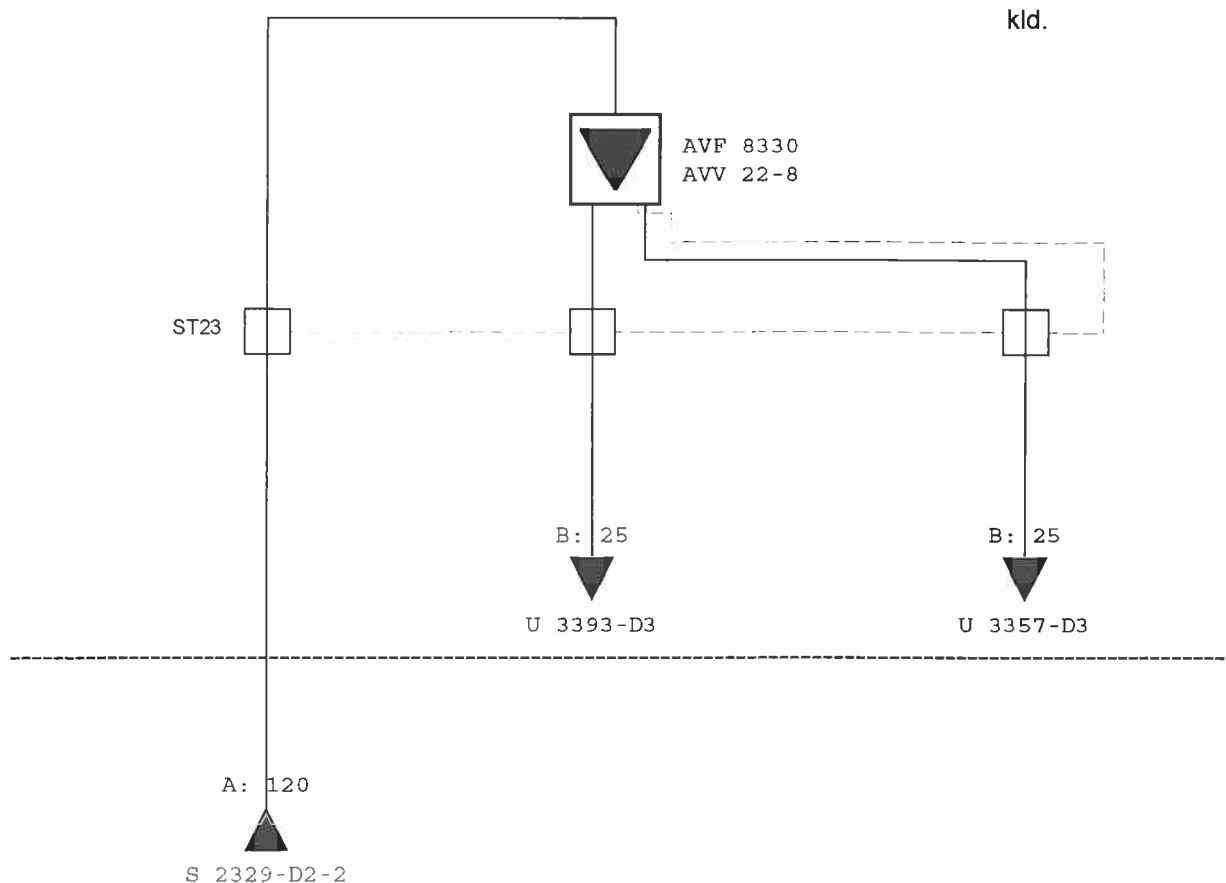 kld.
AVF 8330
AVV 22-8
ST23
B: 25
B: 25
U 3393-D3
U 3357-D3
A: 120
S 2329-D2-2